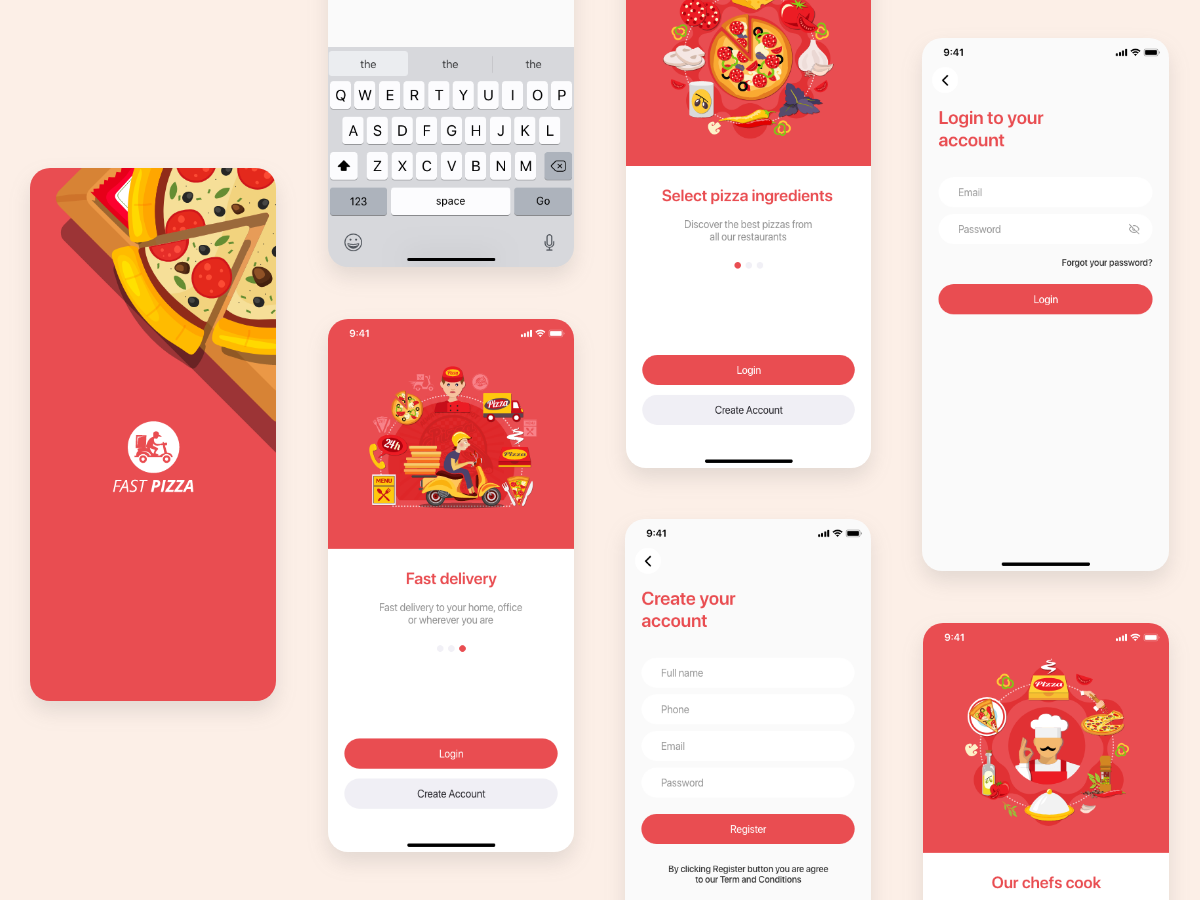 FAST PIZZA
the the the
Q W E R T Y U I O P
A S D F G H J K L
Z X C V B N M
123 space Go
9:41
Pizza
Pizza
24h
Pizza
MENU
Fast delivery
Fast delivery to your home, office
or wherever you are
Login
Create Account
Select pizza ingredients
Discover the best pizzas from
all our restaurants
Login
Create Account
9:41
Create your
account
Full name
Phone
Email
Password
Register
By clicking Register button you are agree
to our Term and Conditions
9:41
Login to your
account
Email
Password
Forgot your password?
Login
9:41
Pizza
Our chefs cook